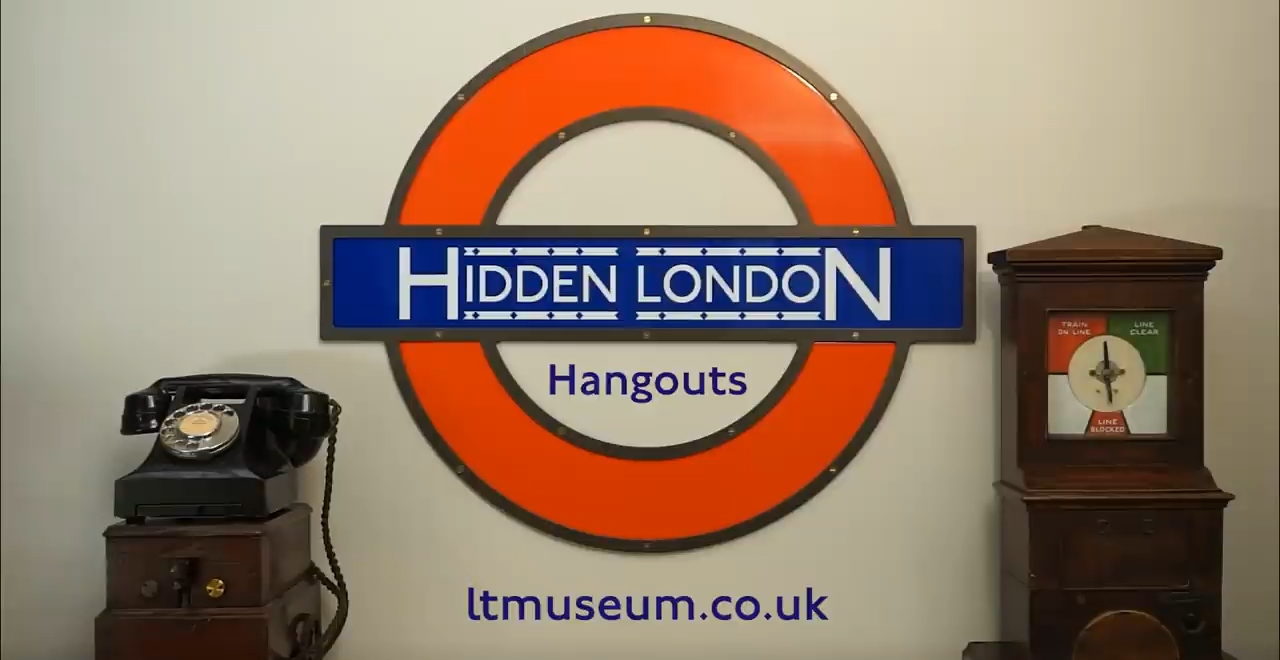 HIDDEN LONDON
Hangouts
TRAIN
ON LINE
LINE
CLEAR
LINE
BLOCKED
ltmuseum.co.uk